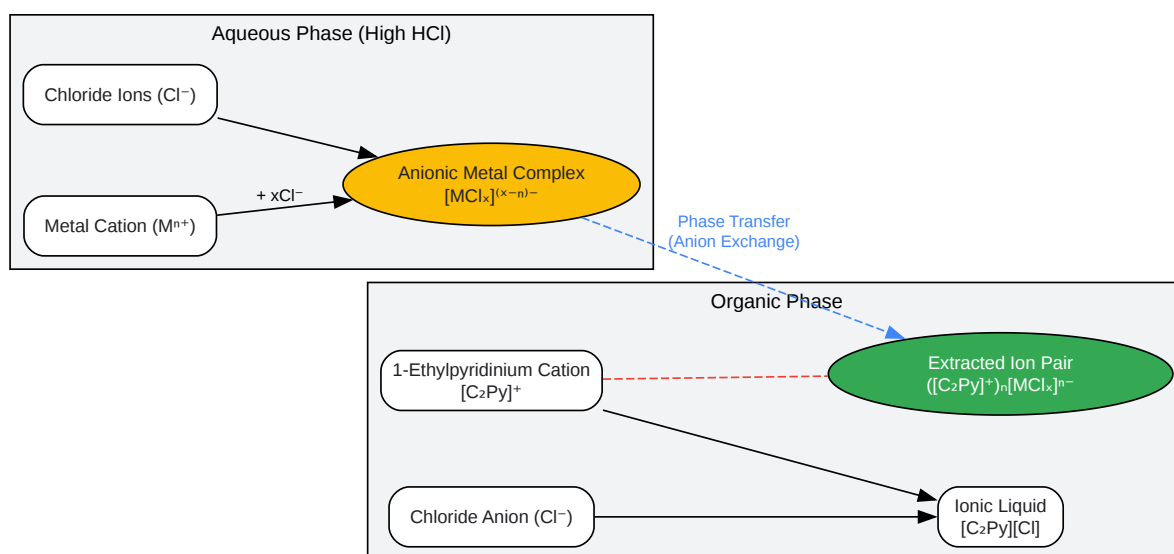 Aqueous Phase (High HCl)
Chloride Ions (Cl⁻)
Metal Cation (Mⁿ⁺)
+ xCl⁻
Anionic Metal Complex
[MClₓ]⁽ˣ⁻ⁿ⁾⁻
Phase Transfer
(Anion Exchange)
Organic Phase
1-Ethylpyridinium Cation
[C₂Py]⁺
Extracted Ion Pair
([C₂Py]⁺)ₙ[MClₓ]ⁿ⁻
Chloride Anion (Cl⁻)
Ionic Liquid
[C₂Py][Cl]